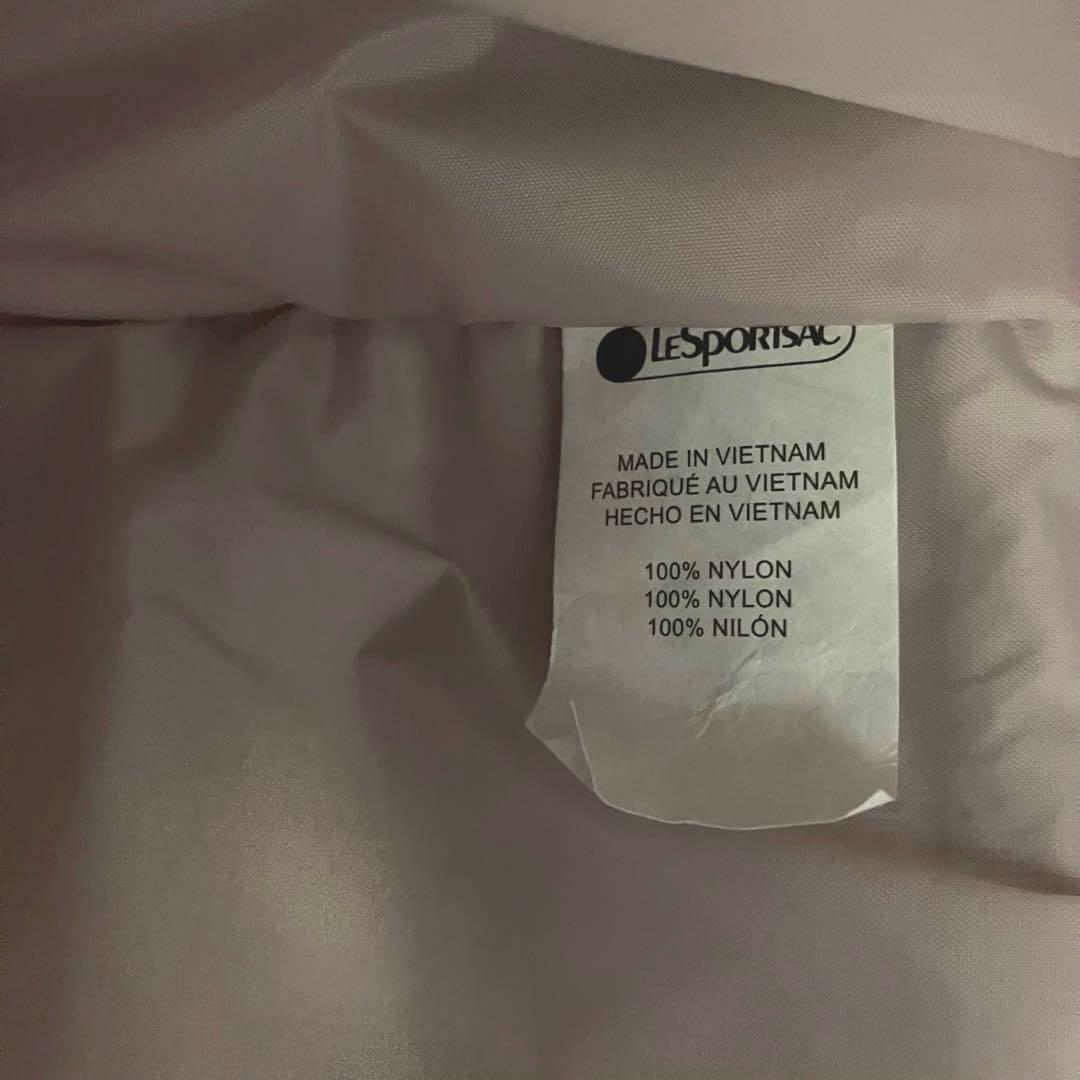 LeSportsac
MADE IN VIETNAM
FABRIQUÉ AU VIETNAM
HECHO EN VIETNAM
100% NYLON
100% NYLON
100% NILÓN